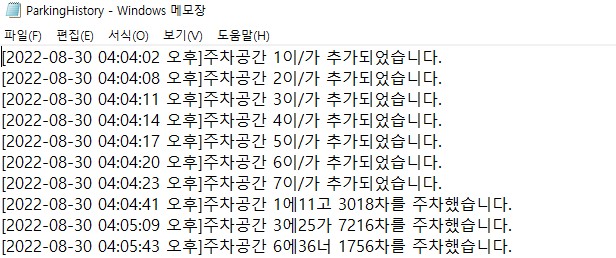 ParkingHistory - Windows 메모장
파일(F) 편집(E) 서식(O) 보기(V) 도움말(H)
[2022-08-30 04:04:02 오후]주차공간 1이/가 추가되었습니다.
[2022-08-30 04:04:08 오후]주차공간 2이/가 추가되었습니다.
[2022-08-30 04:04:11 오후]주차공간 3이/가 추가되었습니다.
[2022-08-30 04:04:14 오후]주차공간 4이/가 추가되었습니다.
[2022-08-30 04:04:17 오후]주차공간 5이/가 추가되었습니다.
[2022-08-30 04:04:20 오후]주차공간 6이/가 추가되었습니다.
[2022-08-30 04:04:23 오후]주차공간 7이/가 추가되었습니다.
[2022-08-30 04:04:41 오후]주차공간 1에11고 3018차를 주차했습니다.
[2022-08-30 04:05:09 오후]주차공간 3에25가 7216차를 주차했습니다.
[2022-08-30 04:05:43 오후]주차공간 6에36너 1756차를 주차했습니다.